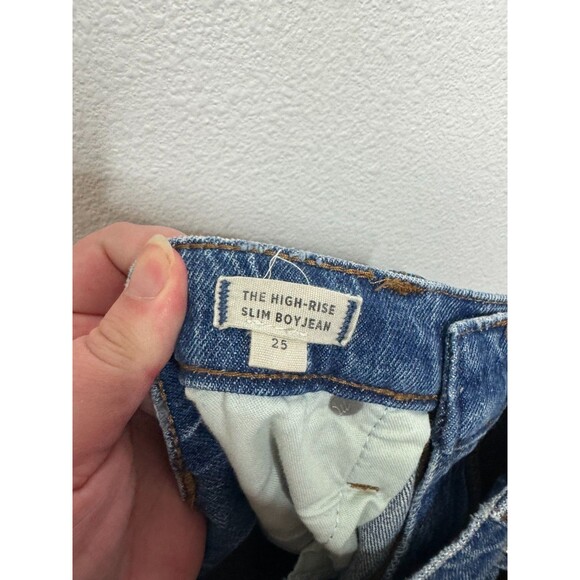 THE HIGH-RISE
SLIM BOYJEAN
25